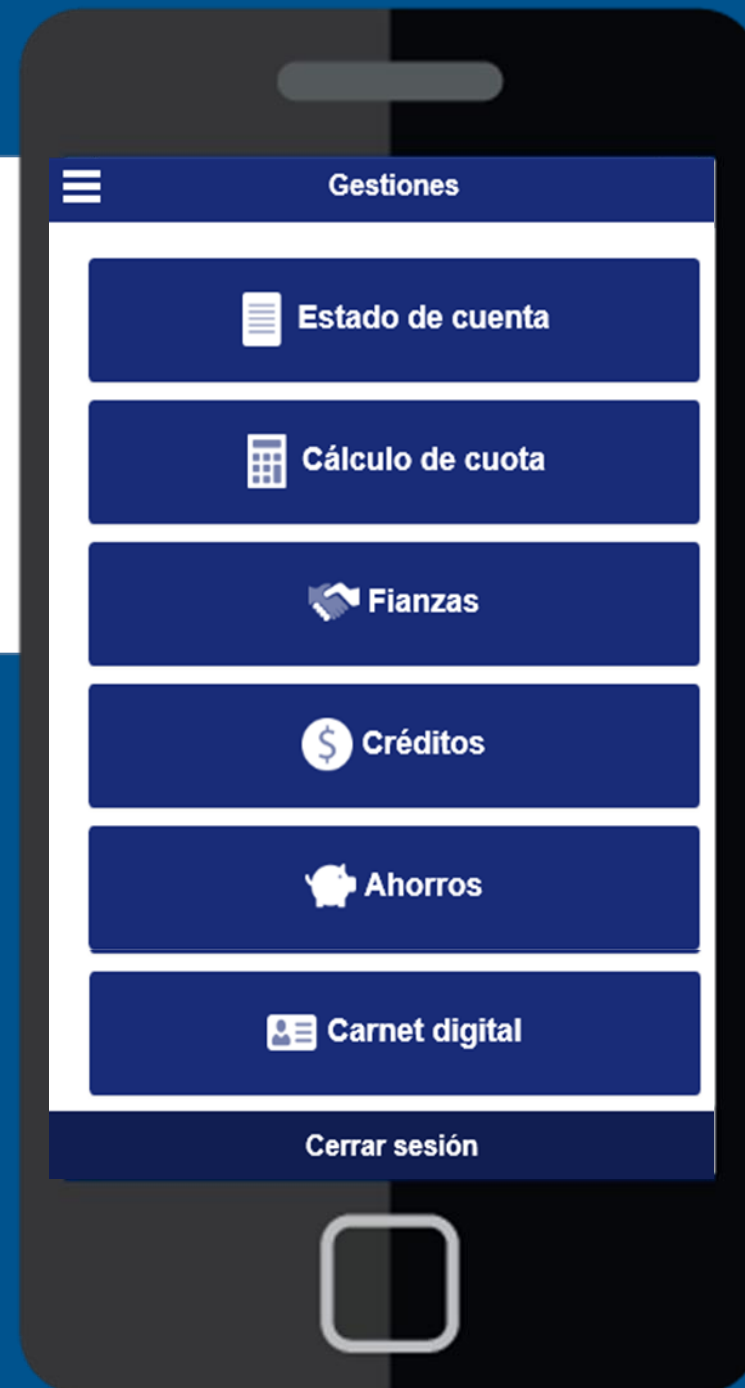 Gestiones
Estado de cuenta
Cálculo de cuota
Fianzas
$ Créditos
Ahorros
Carnet digital
Cerrar sesión